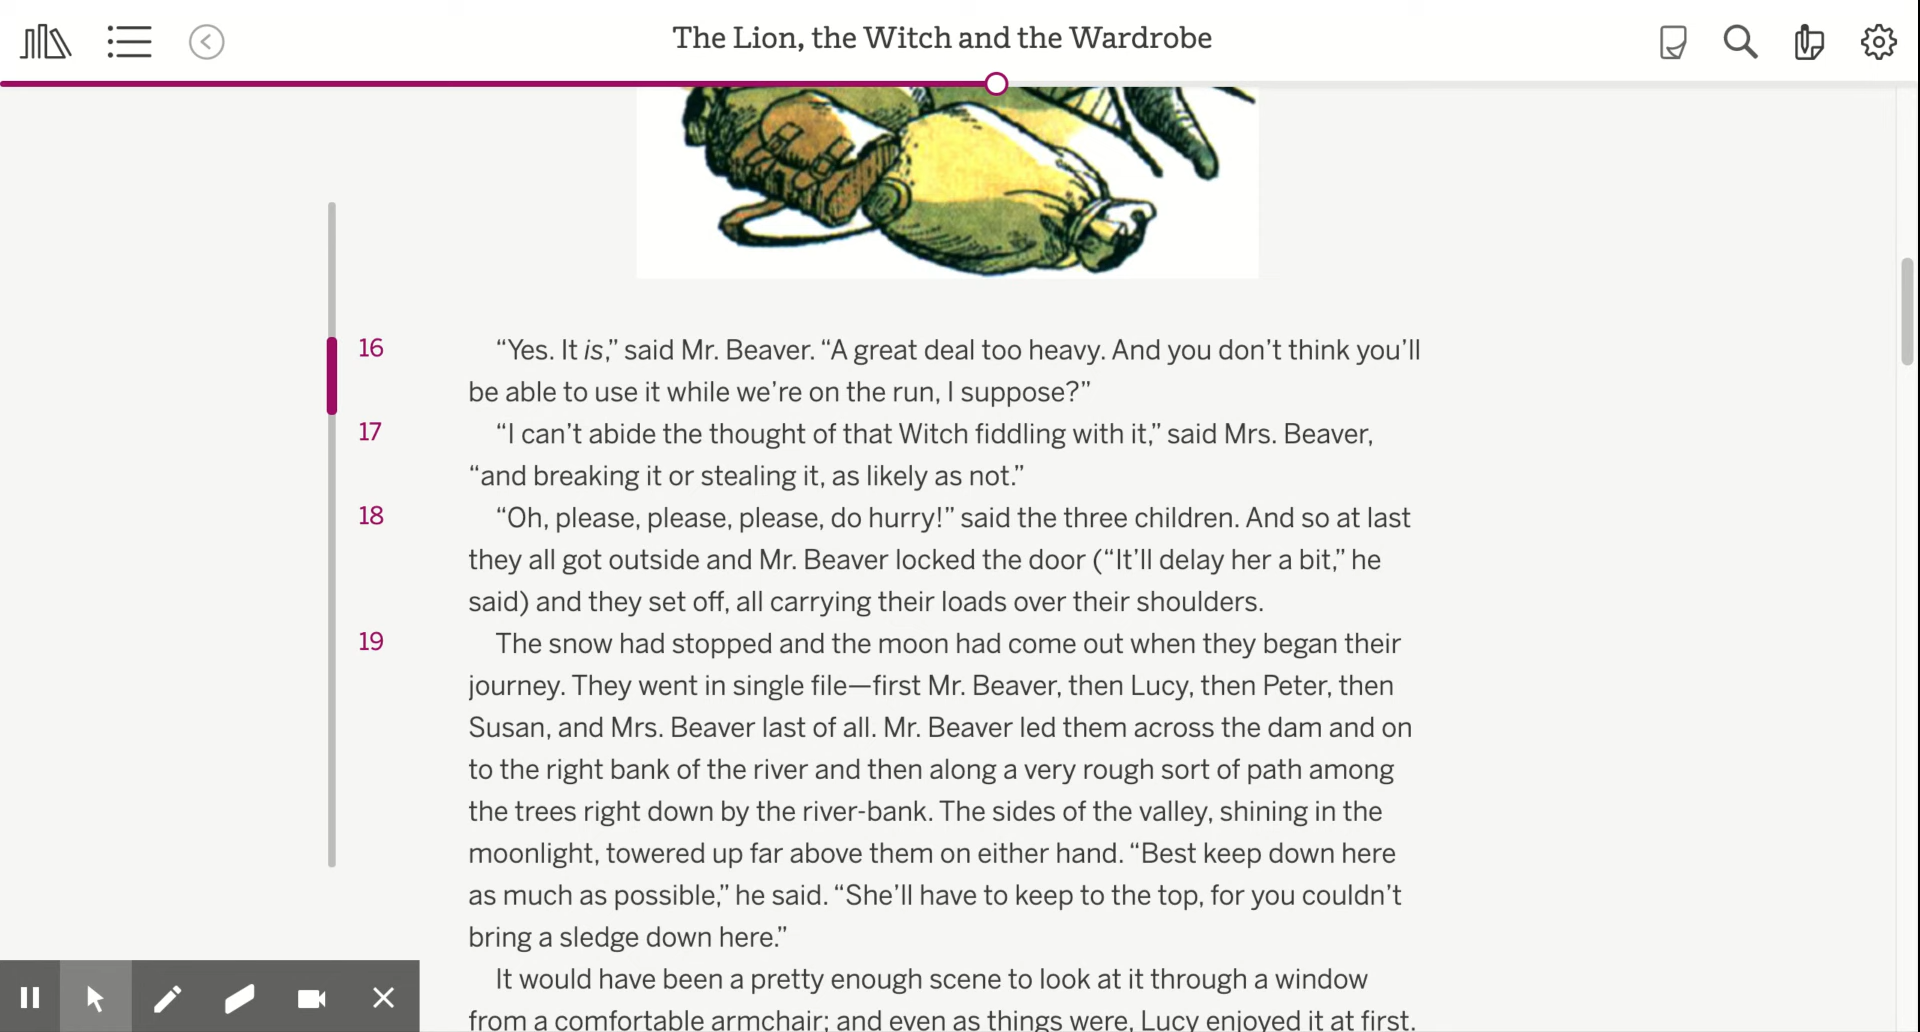 The Lion, the Witch and the Wardrobe
16 “Yes. It is,” said Mr. Beaver. “A great deal too heavy. And you don’t think you’ll
be able to use it while we’re on the run, I suppose?”
17 “I can’t abide the thought of that Witch fiddling with it,” said Mrs. Beaver,
“and breaking it or stealing it, as likely as not.”
18 “Oh, please, please, please, do hurry!” said the three children. And so at last
they all got outside and Mr. Beaver locked the door (“It’ll delay her a bit,” he
said) and they set off, all carrying their loads over their shoulders.
19 The snow had stopped and the moon had come out when they began their
journey. They went in single file—first Mr. Beaver, then Lucy, then Peter, then
Susan, and Mrs. Beaver last of all. Mr. Beaver led them across the dam and on
to the right bank of the river and then along a very rough sort of path among
the trees right down by the river-bank. The sides of the valley, shining in the
moonlight, towered up far above them on either hand. “Best keep down here
as much as possible,” he said. “She’ll have to keep to the top, for you couldn’t
bring a sledge down here.”
It would have been a pretty enough scene to look at it through a window
from a comfortable armchair; and even as things were, Lucy enjoyed it at first.